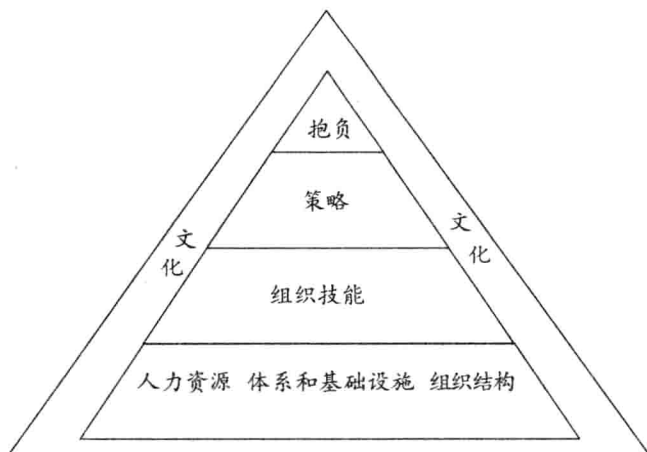 抱负
策略
文化
文化
组织技能
人力资源 体系和基础设施 组织结构